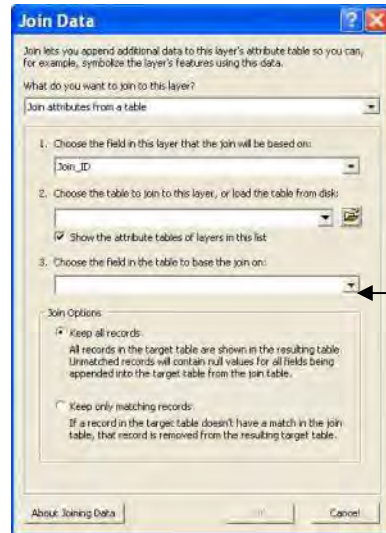 Join Data
Join lets you append additional data to this layer's attribute table so you can,
for example, symbolize the layer's features using this data.
What do you want to join to this layer?
Join attributes from a table
1. Choose the field in this layer that the join will be based on:
Join_ID
2. Choose the table to join to this layer, or load the table from disk:
Show the attribute tables of layers in this list
3. Choose the field in the table to base the join on:
Join Options
Keep all records
All records in the target table are shown in the resulting table
Unmatched records will contain null values for all fields being
appended into the target table from the join table.
Keep only matching records
If a record in the target table doesn't have a match in the join
table, that record is removed from the resulting target table.
About Joining Data
Cancel